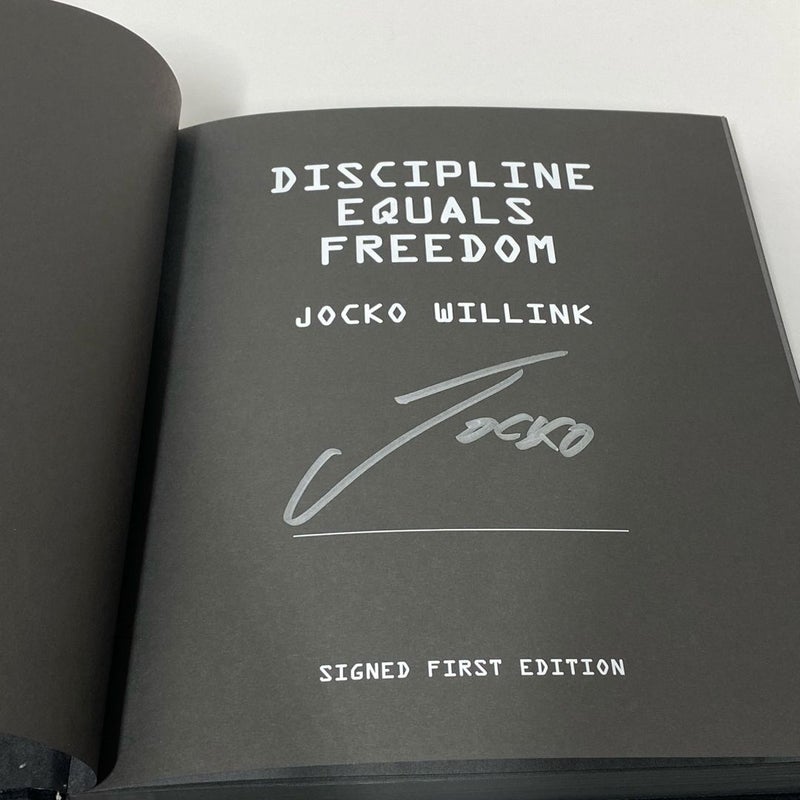 DISCIPLINE
EQUALS
FREEDOM
JOCKO WILLINK
Jocko
SIGNED FIRST EDITION